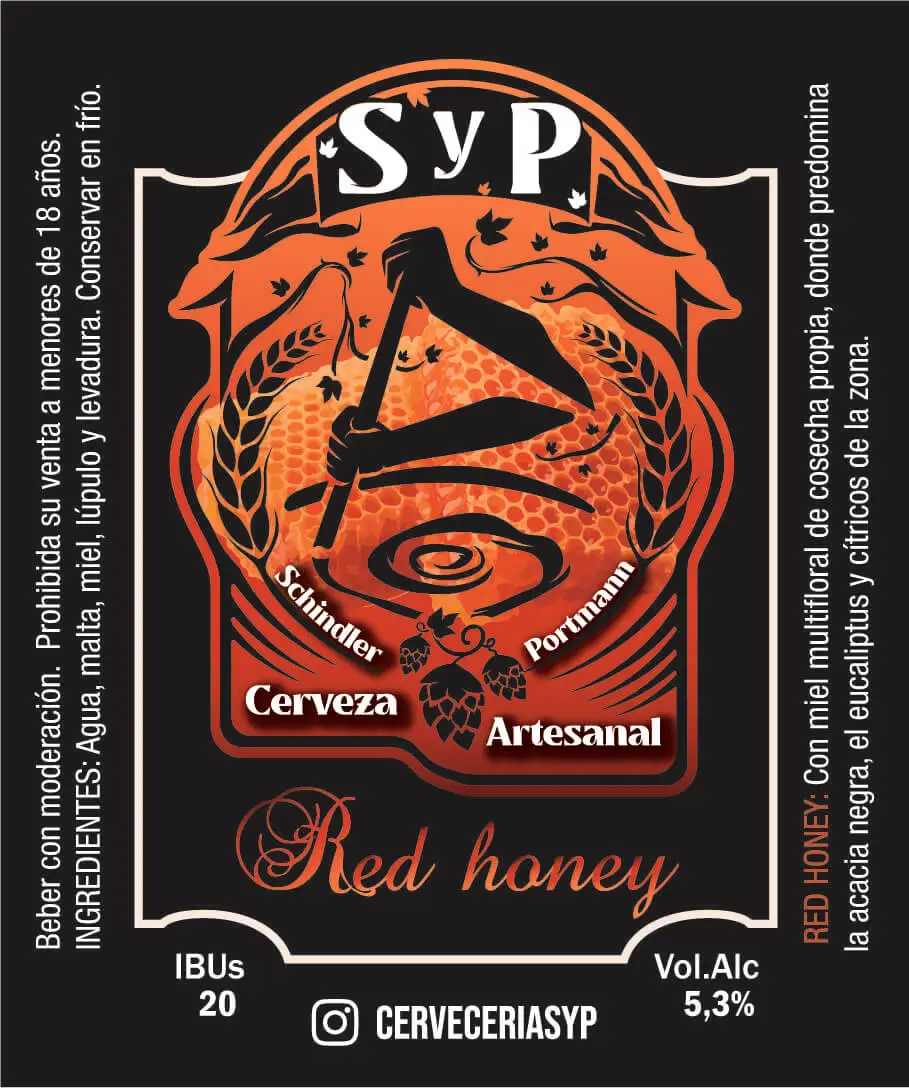 SyP
Schindler
Portmann
Cerveza
Artesanal
Red honey
IBUs
20
Vol.Alc
5,3%
CERVECERIASYP
Beber con moderación. Prohibida su venta a menores de 18 años.
INGREDIENTES: Agua, malta, miel, lúpulo y levadura. Conservar en frío.
RED HONEY: Con miel multifloral de cosecha propia, donde predomina
la acacia negra, el eucaliptus y cítricos de la zona.